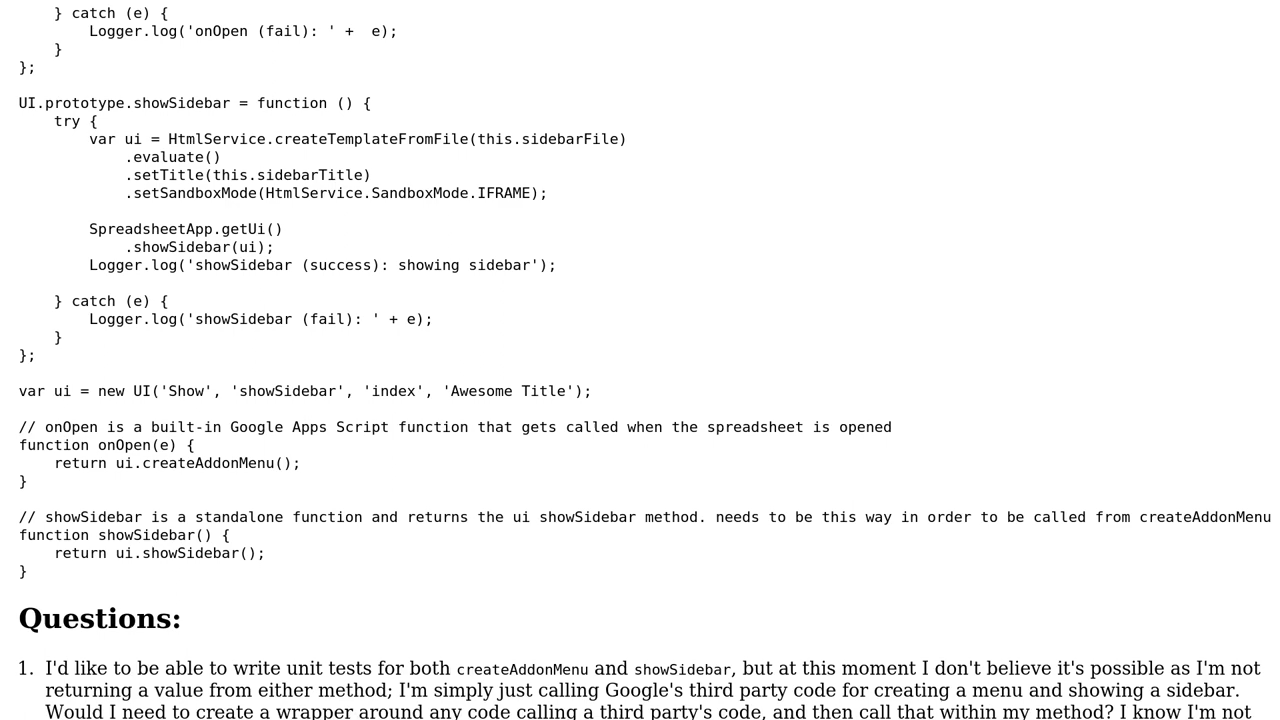 } catch (e) {
        Logger.log('onOpen (fail): ' +  e);
    }
};

UI.prototype.showSidebar = function () {
    try {
        var ui = HtmlService.createTemplateFromFile(this.sidebarFile)
            .evaluate()
            .setTitle(this.sidebarTitle)
            .setSandboxMode(HtmlService.SandboxMode.IFRAME);

        SpreadsheetApp.getUi()
            .showSidebar(ui);
        Logger.log('showSidebar (success): showing sidebar');

    } catch (e) {
        Logger.log('showSidebar (fail): ' + e);
    }
};

var ui = new UI('Show', 'showSidebar', 'index', 'Awesome Title');

// onOpen is a built-in Google Apps Script function that gets called when the spreadsheet is opened
function onOpen(e) {
    return ui.createAddonMenu();
}

// showSidebar is a standalone function and returns the ui showSidebar method. needs to be this way in order to be called from createAddonMenu
function showSidebar() {
    return ui.showSidebar();
}

Questions:

1. I'd like to be able to write unit tests for both createAddonMenu and showSidebar, but at this moment I don't believe it's possible as I'm not
returning a value from either method; I'm simply just calling Google's third party code for creating a menu and showing a sidebar.
Would I need to create a wrapper around any code calling a third party's code, and then call that within my method? I know I'm not